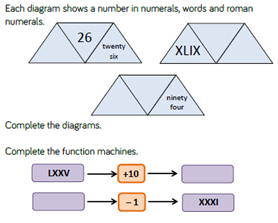 Each diagram shows a number in numerals, words and roman
numerals.
26
twenty
six
XLIX
ninety
four
Complete the diagrams.
Complete the function machines.
LXXV +10
– 1 XXXI